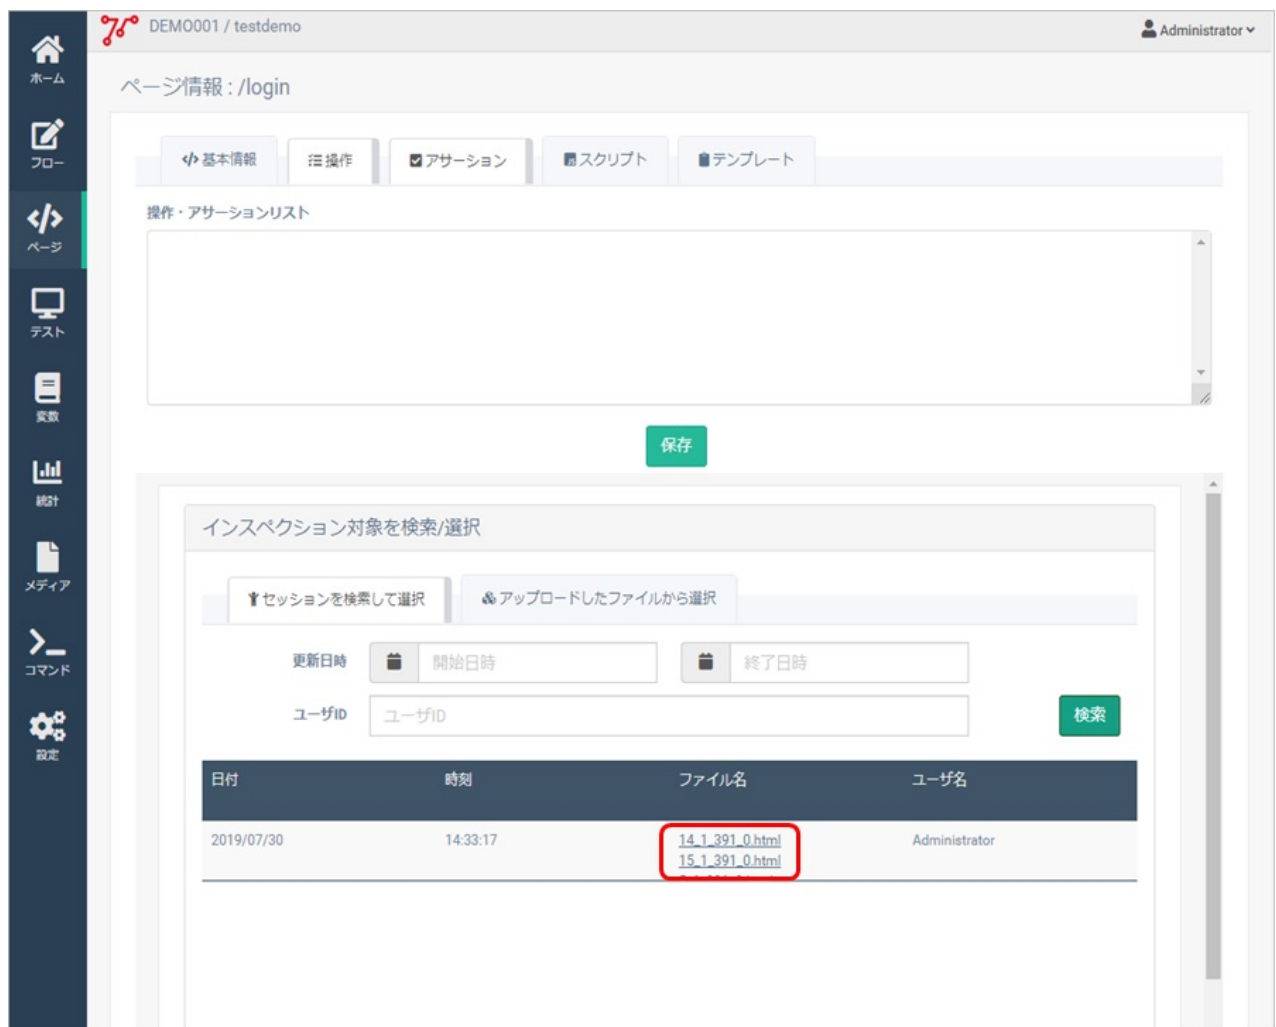 DEMO001 / testdemo
Administrator
ホーム
フロー
ページ
テスト
変数
統計
メディア
コマンド
設定
ページ情報 : /login
基本情報
操作
アサーション
スクリプト
テンプレート
操作・アサーションリスト
保存
インスペクション対象を検索/選択
セッションを検索して選択
アップロードしたファイルから選択
更新日時
開始日時
終了日時
ユーザID
ユーザID
検索
日付 時刻 ファイル名 ユーザ名
2019/07/30 14:33:17 14_1_391_0.html Administrator
15_1_391_0.html